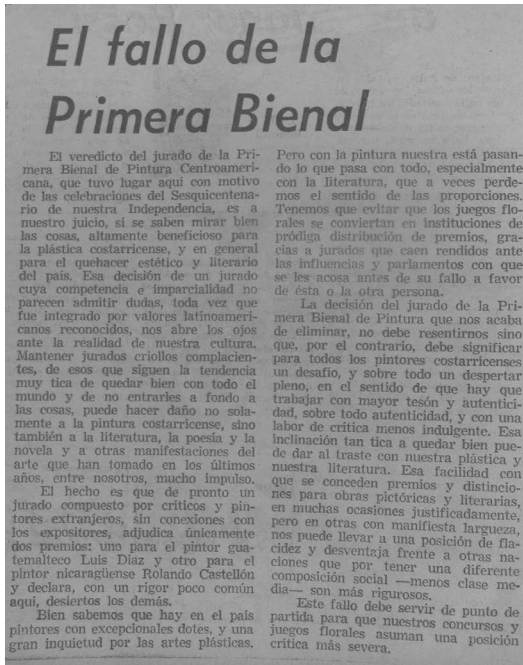 El fallo de la
Primera Bienal
El veredicto del jurado de la Pri-
mera Bienal de Pintura Centroameri-
cana, que tuvo lugar aquí con motivo
de las celebraciones del Sesquicentena-
rio de nuestra Independencia, es a
nuestro juicio, si se saben mirar bien
las cosas, altamente beneficioso para
la plástica costarricense, y en general
para el quehacer estético y literario
del país. Esa decisión de un jurado
cuya competencia e imparcialidad no
parecen admitir dudas, toda vez que
fue integrado por valores latinoameri-
canos reconocidos, nos abre los ojos
ante la realidad de nuestra cultura.
Mantener jurados criollos complacien-
tes, de esos que siguen la tendencia
muy tica de quedar bien con todo el
mundo y de no entrarles a fondo a
las cosas, puede hacer daño no sola-
mente a la pintura costarricense, sino
también a la literatura, la poesía y la
novela y a otras manifestaciones del
arte que han tomado en los últimos
años, entre nosotros, mucho impulso.
El hecho es que de pronto un
jurado compuesto por críticos y pin-
tores extranjeros, sin conexiones con
los expositores, adjudica únicamente
dos premios: uno para el pintor gua-
temalteco Luis Díaz y otro para el
pintor nicaragüense Rolando Castellón
y declara, con un rigor poco común
aquí, desiertos los demás.
Bien sabemos que hay en el país
pintores con excepcionales dotes, y una
gran inquietud por las artes plásticas.
Pero con la pintura nuestra está pasan-
do lo que pasa con todo, especialmente
con la literatura, que a veces perde-
mos el sentido de las proporciones.
Tenemos que evitar que los juegos flo-
rales se conviertan en instituciones de
pródiga distribución de premios, gra-
cias a jurados que caen rendidos ante
las influencias y parlamentos con que
se les acosa antes de su fallo a favor
de ésta o la otra persona.
La decisión del jurado de la Pri-
mera Bienal de Pintura que nos acaba
de eliminar, no debe resentirnos sino
que, por el contrario, debe significar
para todos los pintores costarricenses
un desafío, y sobre todo un despertar
pleno, en el sentido de que hay que
trabajar con mayor tesón y autentici-
dad, sobre todo autenticidad, y con una
labor de crítica menos indulgente. Esa
inclinación tan tica a quedar bien pue-
de dar al traste con nuestra plástica y
nuestra literatura. Esa facilidad con
que se conceden premios y distincio-
nes para obras pictóricas y literarias,
en muchas ocasiones justificadamente,
pero en otras con manifiesta largueza,
nos puede llevar a una posición de fla-
cidez y desventaja frente a otras na-
ciones que por tener una diferente
composición social —menos clase me-
dia— son más rigurosos.
Este fallo debe servir de punto de
partida para que nuestros concursos y
juegos florales asuman una posición
crítica más severa.